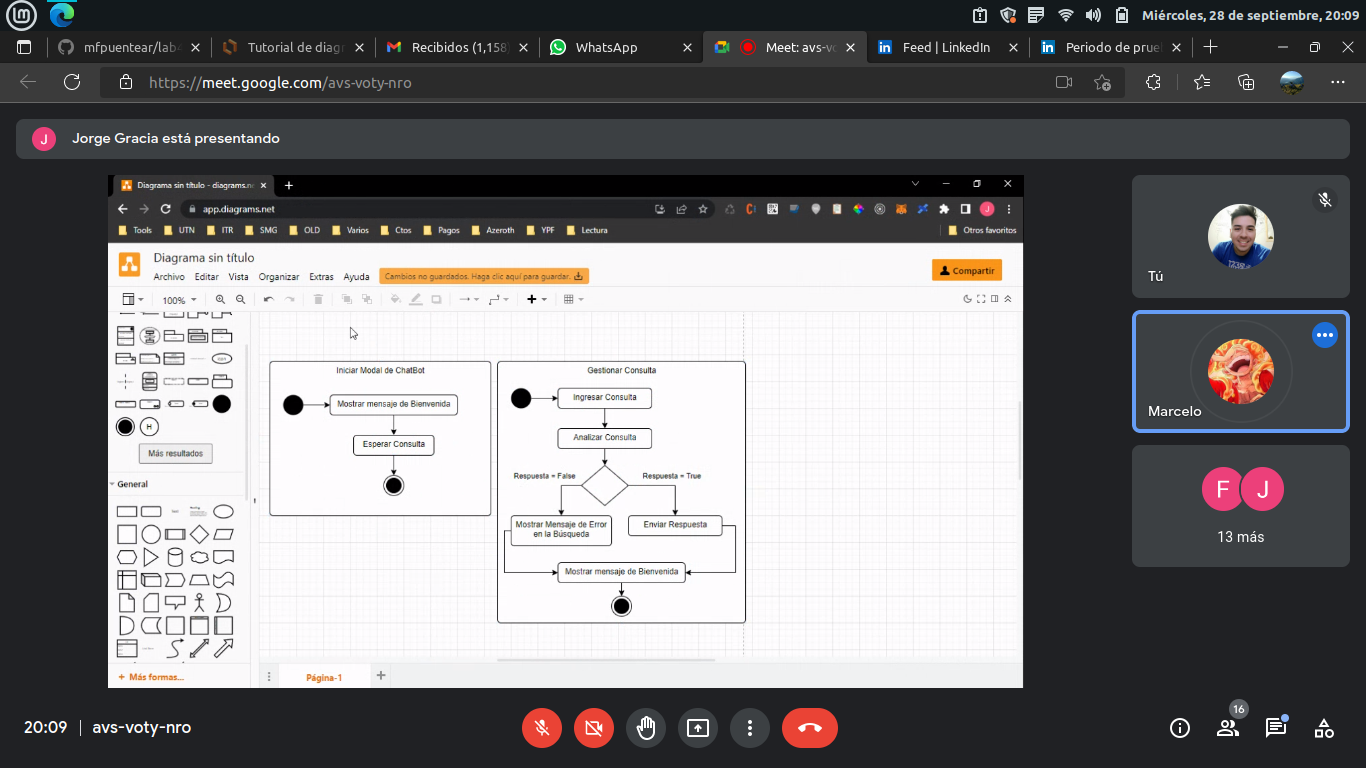 Miércoles, 28 de septiembre, 20:09
mfpuentear/lab
Tutorial de diagr
Recibidos (1,158)
WhatsApp
Meet: avs-vo
Feed | LinkedIn
Periodo de prue
https://meet.google.com/avs-voty-nro
J
Jorge Gracia está presentando
Diagrama sin título - diagrams.n
app.diagrams.net
J
Tools
UTN
ITR
SMG
OLD
Varios
Ctos
Pagos
Azeroth
YPF
Lectura
Otros favoritos
Diagrama sin título
Archivo Editar Vista Organizar Extras Ayuda
Cambios no guardados. Haga clic aquí para guardar.
Compartir
100%
H
Más resultados
General
Más formas...
Iniciar Modal de ChatBot
Mostrar mensaje de Bienvenida
Esperar Consulta
Gestionar Consulta
Ingresar Consulta
Analizar Consulta
Respuesta = False
Respuesta = True
Mostrar Mensaje de Error
en la Búsqueda
Enviar Respuesta
Mostrar mensaje de Bienvenida
Página-1
Tú
Marcelo
F J
13 más
20:09 | avs-voty-nro
16